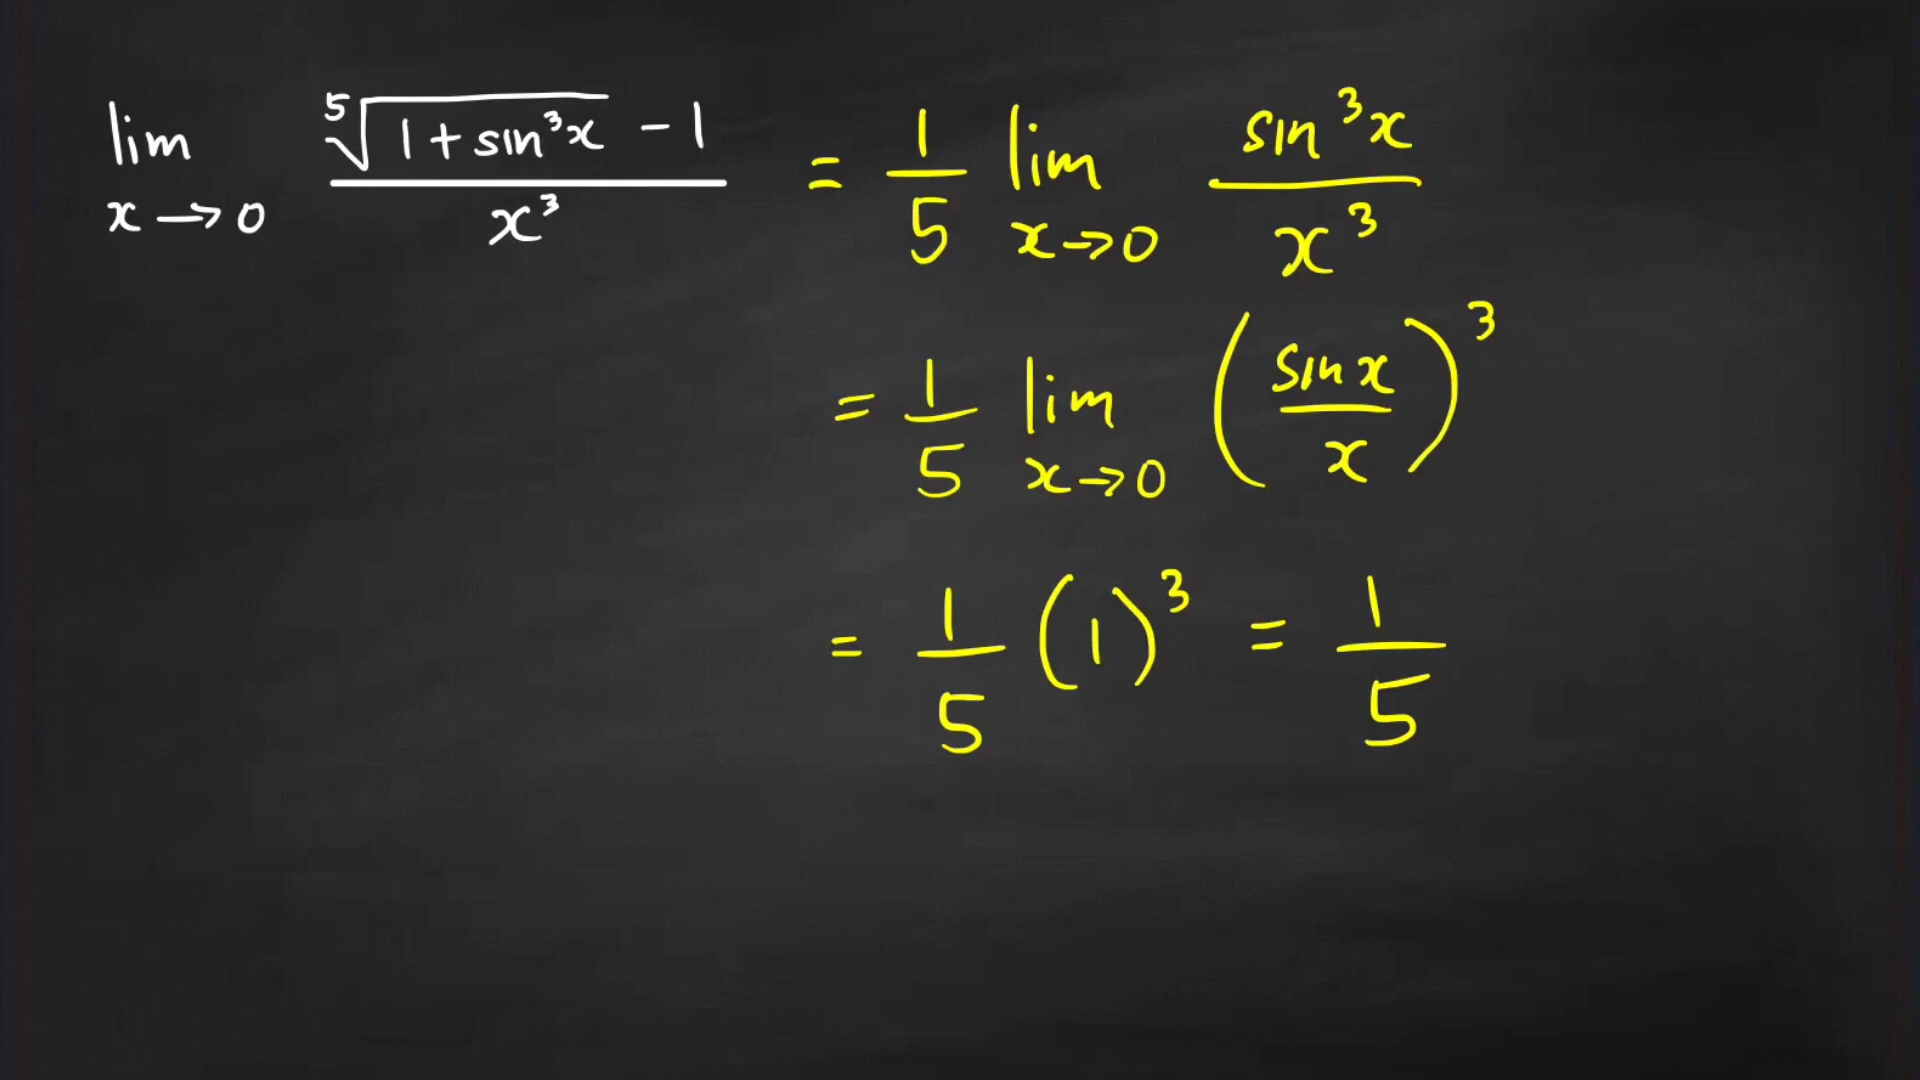 lim x→0 ⁵√(1+sin³x) - 1 / x³ = 1/5 lim x→0 sin³x / x³
= 1/5 lim x→0 (sinx / x)³
= 1/5 (1)³ = 1/5